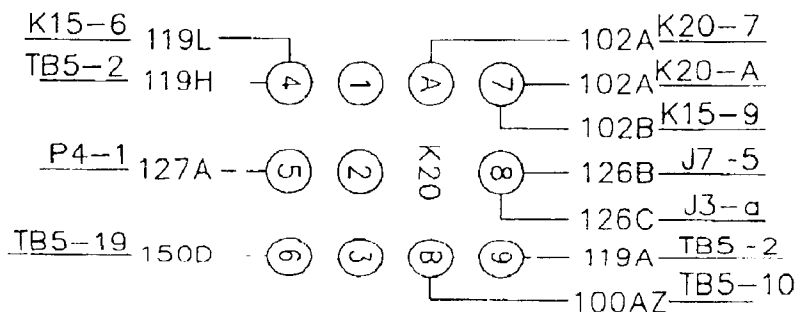 K15-6 119L 102A K20-7
TB5-2 119H 4 1 A 7 102A K20-A
102B K15-9
P4-1 127A 5 2 K20 8 126B J7-5
126C J3-a
TB5-19 150D 6 3 B 9 119A TB5-2
100AZ TB5-10